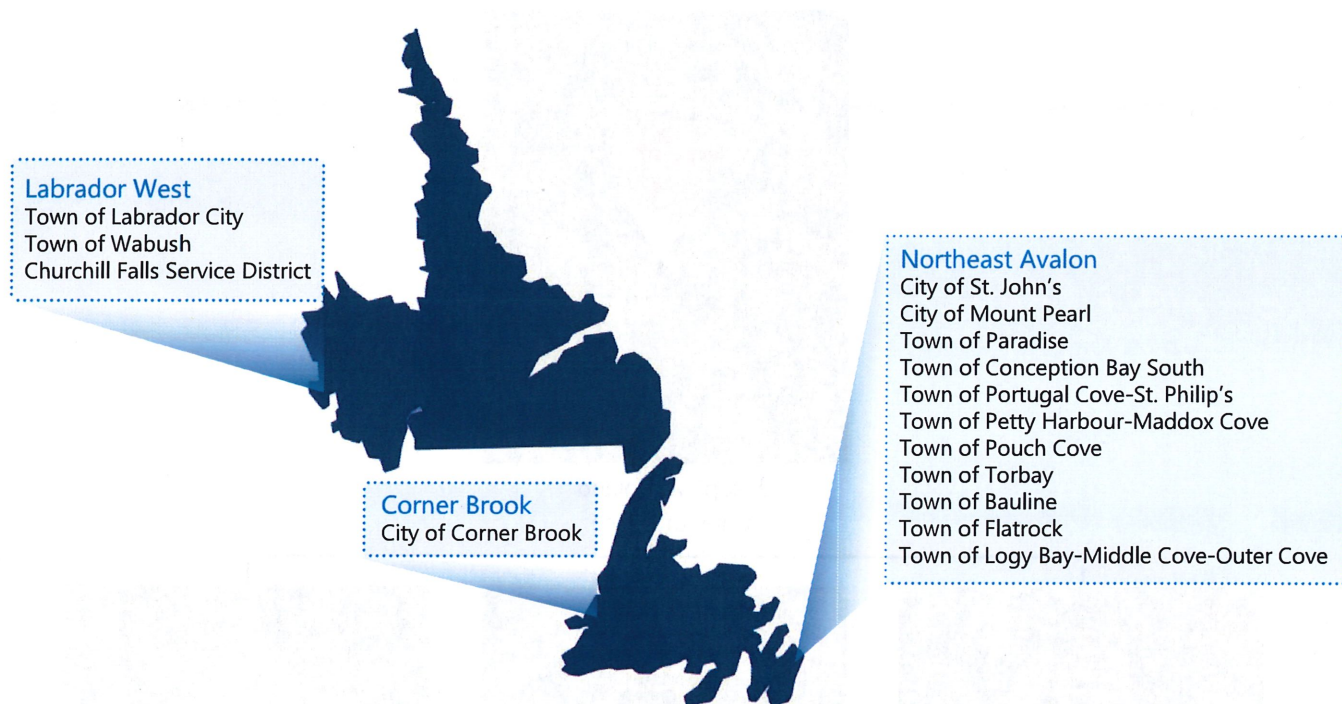 Labrador West
Town of Labrador City
Town of Wabush
Churchill Falls Service District
Corner Brook
City of Corner Brook
Northeast Avalon
City of St. John's
City of Mount Pearl
Town of Paradise
Town of Conception Bay South
Town of Portugal Cove-St. Philip's
Town of Petty Harbour-Maddox Cove
Town of Pouch Cove
Town of Torbay
Town of Bauline
Town of Flatrock
Town of Logy Bay-Middle Cove-Outer Cove